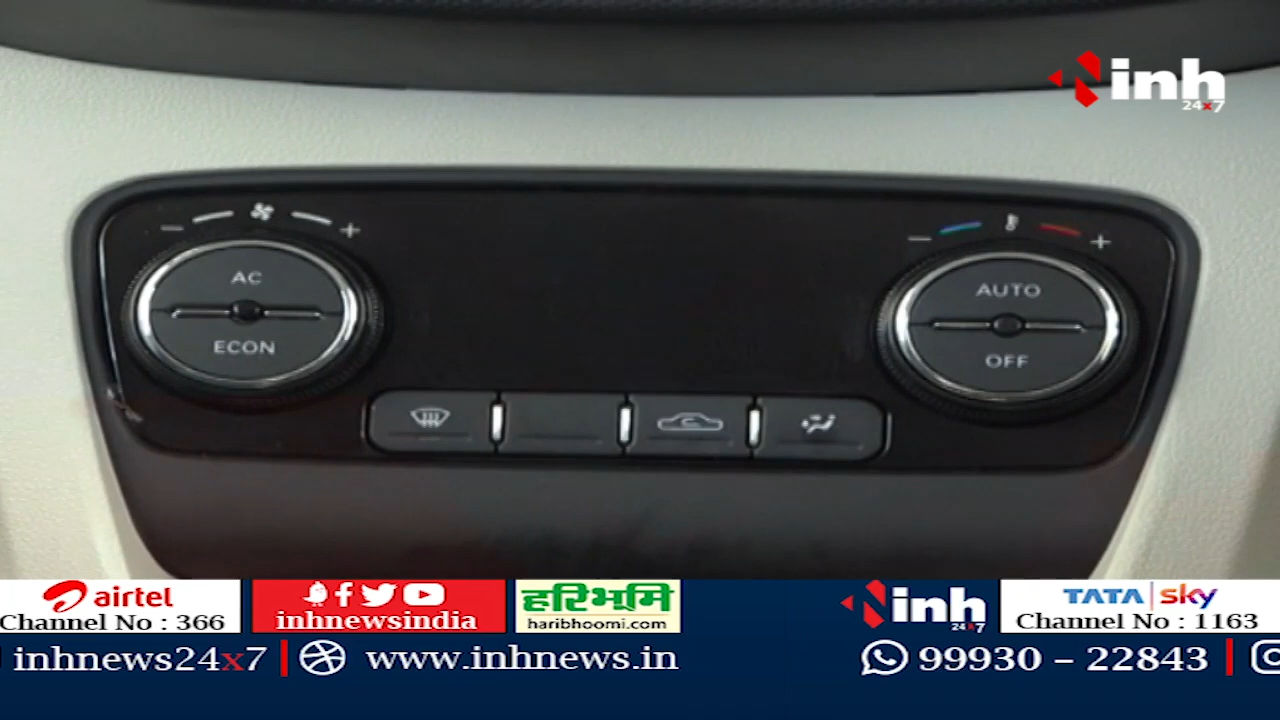 inh
24x7
− +
− +
AC
ECON
AUTO
OFF
airtel
Channel No : 366
inhnewsindia
हरिभूमि
haribhoomi.com
inh
24x7
TATA sky
Channel No : 1163
inhnews24x7
www.inhnews.in
99930 – 22843